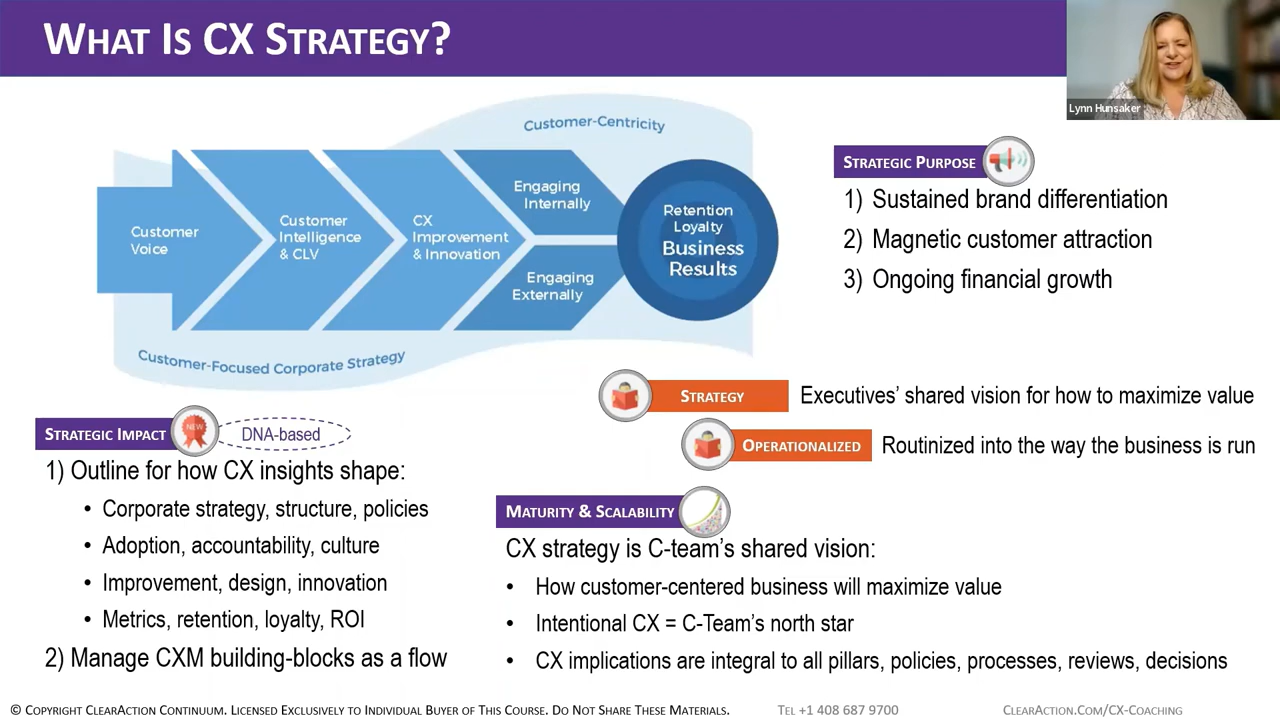 WHAT IS CX STRATEGY?
Lynn Hunsaker
Customer-Centricity
Customer
Voice
Customer
Intelligence
& CLV
CX
Improvement
& Innovation
Engaging
Internally
Engaging
Externally
Retention
Loyalty
Business
Results
Customer-Focused Corporate Strategy
STRATEGIC PURPOSE
1) Sustained brand differentiation
2) Magnetic customer attraction
3) Ongoing financial growth
STRATEGY
Executives’ shared vision for how to maximize value
OPERATIONALIZED
Routinized into the way the business is run
STRATEGIC IMPACT
NEW
DNA-based
1) Outline for how CX insights shape:
• Corporate strategy, structure, policies
• Adoption, accountability, culture
• Improvement, design, innovation
• Metrics, retention, loyalty, ROI
2) Manage CXM building-blocks as a flow
MATURITY & SCALABILITY
CX strategy is C-team’s shared vision:
• How customer-centered business will maximize value
• Intentional CX = C-Team’s north star
• CX implications are integral to all pillars, policies, processes, reviews, decisions
© COPYRIGHT CLEARACTION CONTINUUM. LICENSED EXCLUSIVELY TO INDIVIDUAL BUYER OF THIS COURSE. DO NOT SHARE THESE MATERIALS.
TEL +1 408 687 9700
CLEARACTION.COM/CX-COACHING